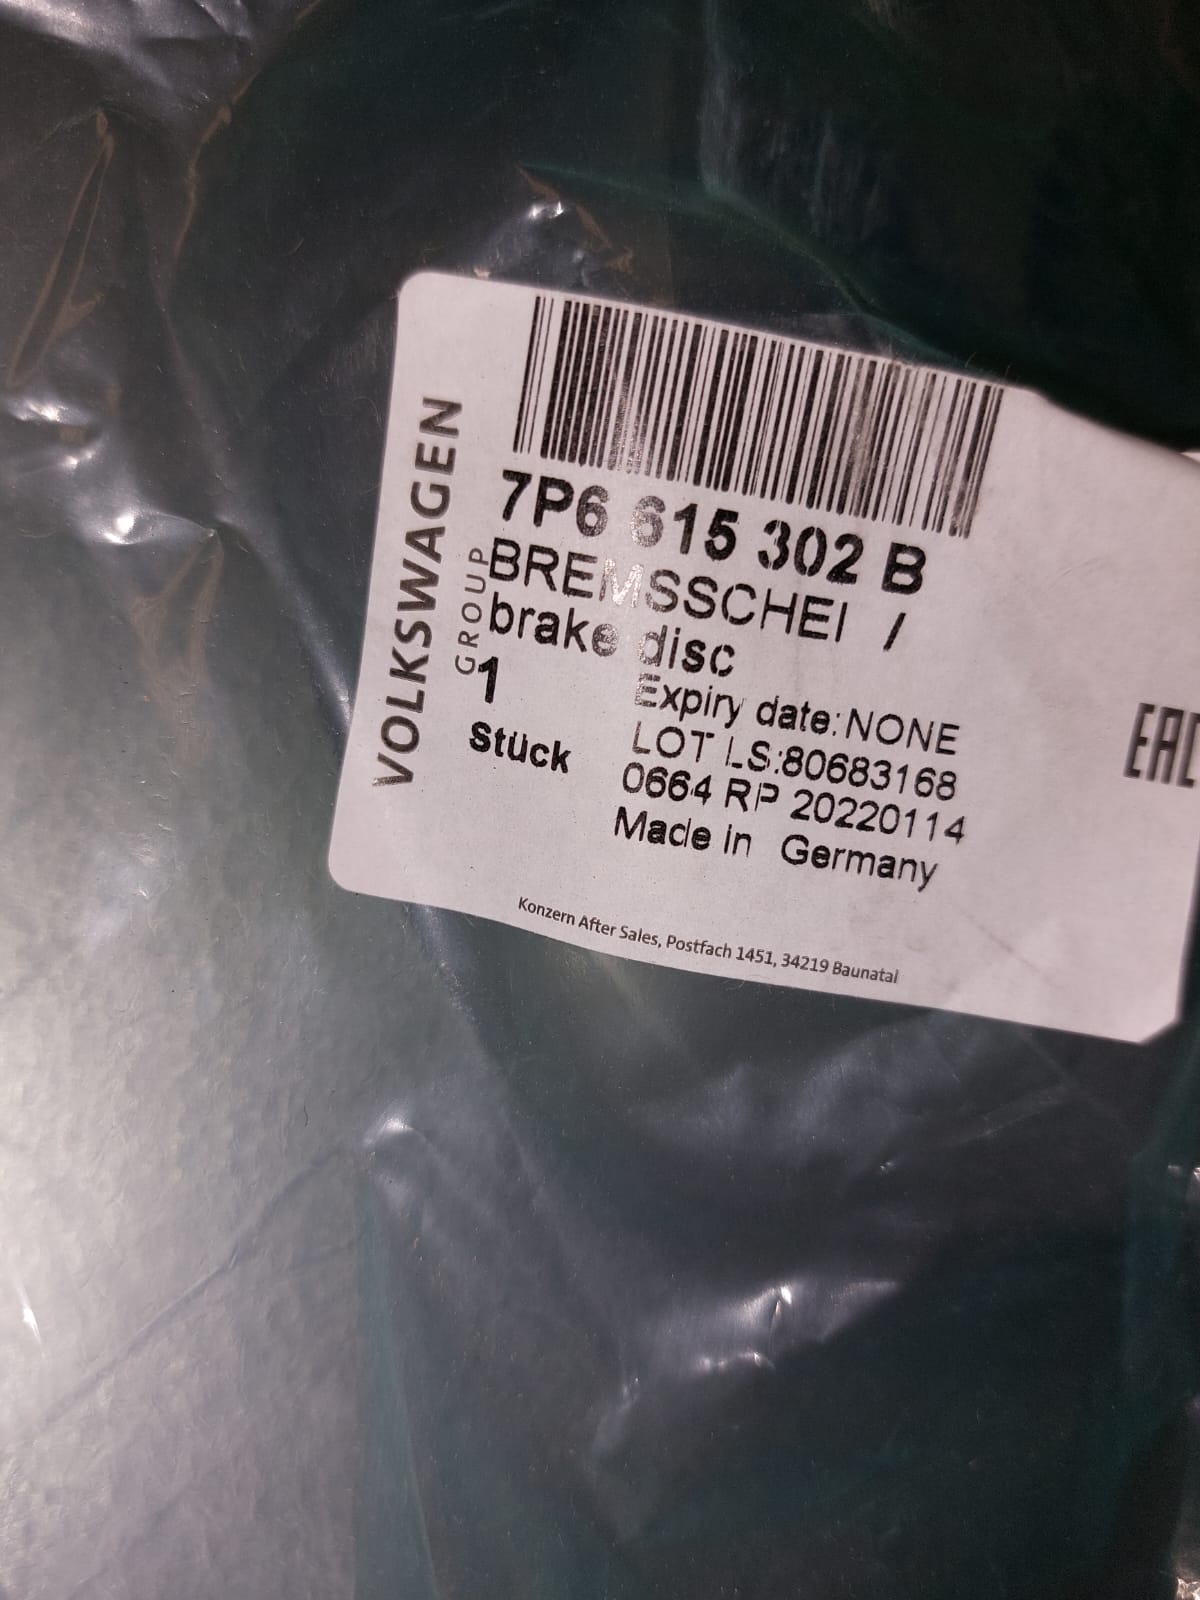 VOLKSWAGEN
GROUP
7P6 615 302 B
BREMSSCHEI /
brake disc
1
Stück
Expiry date:NONE
LOT LS:80683168
0664 RP 20220114
Made in Germany
EAC
Konzern After Sales, Postfach 1451, 34219 Baunatal